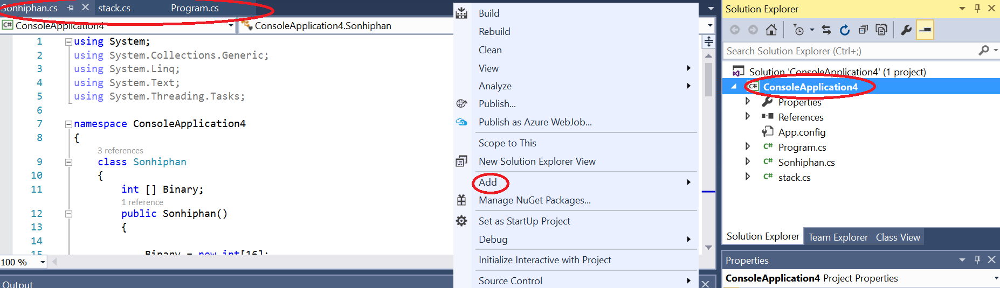 Sonhiphan.cs
stack.cs
Program.cs
C# ConsoleApplication4
ConsoleApplication4.Sonhiphan
1 using System;
2 using System.Collections.Generic;
3 using System.Linq;
4 using System.Text;
5 using System.Threading.Tasks;
6
7 namespace ConsoleApplication4
8 {
3 references
9 class Sonhiphan
10 {
11 int [] Binary;
1 reference
12 public Sonhiphan()
13 {
14
15 Binary = new int[16];
100 %
Output
Build
Rebuild
Clean
View
Analyze
Publish...
Publish as Azure WebJob...
Scope to This
New Solution Explorer View
Add
Manage NuGet Packages...
Set as StartUp Project
Debug
Initialize Interactive with Project
Source Control
Solution Explorer
Search Solution Explorer (Ctrl+;)
Solution 'ConsoleApplication4' (1 project)
C# ConsoleApplication4
Properties
References
App.config
C# Program.cs
C# Sonhiphan.cs
C# stack.cs
Solution Explorer Team Explorer Class View
Properties
ConsoleApplication4 Project Properties